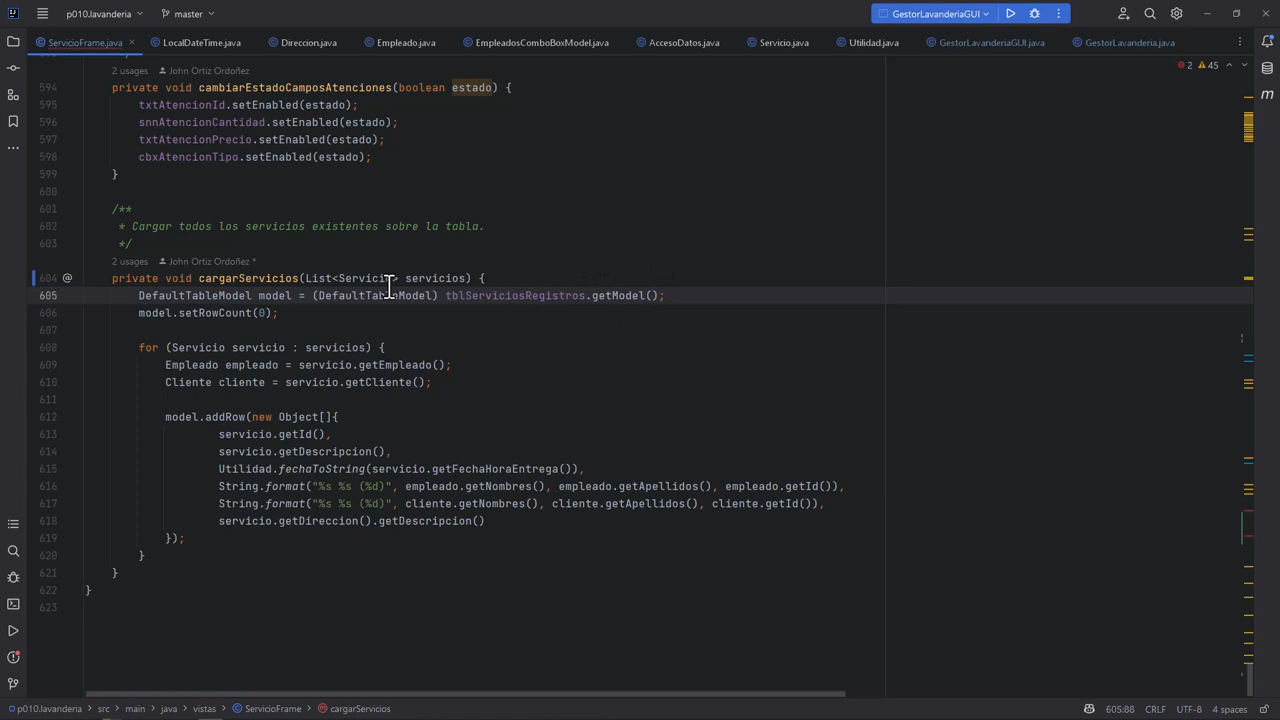 p010.lavanderia
master
GestorLavanderiaGUI
ServicioFrame.java
LocalDateTime.java
Direccion.java
Empleado.java
EmpleadosComboBoxModel.java
AccesoDatos.java
Servicio.java
Utilidad.java
GestorLavanderiaGUI.java
GestorLavanderia.java
2 usages John Ortiz Ordoñez
2 45
594 private void cambiarEstadoCamposAtenciones(boolean estado) {
595 txtAtencionId.setEnabled(estado);
596 snnAtencionCantidad.setEnabled(estado);
597 txtAtencionPrecio.setEnabled(estado);
598 cbxAtencionTipo.setEnabled(estado);
599 }
600
601 /**
602 * Cargar todos los servicios existentes sobre la tabla.
603 */
2 usages John Ortiz Ordoñez *
604 @ private void cargarServicios(List<Servicio> servicios) {
605 DefaultTableModel model = (DefaultTableModel) tblServiciosRegistros.getModel();
606 model.setRowCount(0);
607
608 for (Servicio servicio : servicios) {
609 Empleado empleado = servicio.getEmpleado();
610 Cliente cliente = servicio.getCliente();
611
612 model.addRow(new Object[]{
613 servicio.getId(),
614 servicio.getDescripcion(),
615 Utilidad.fechaToString(servicio.getFechaHoraEntrega()),
616 String.format("%s %s (%d)", empleado.getNombres(), empleado.getApellidos(), empleado.getId()),
617 String.format("%s %s (%d)", cliente.getNombres(), cliente.getApellidos(), cliente.getId()),
618 servicio.getDireccion().getDescripcion()
619 });
620 }
621 }
622 }
623
p010.lavanderia > src > main > java > vistas > ServicioFrame > cargarServicios
605:88 CRLF UTF-8 4 spaces